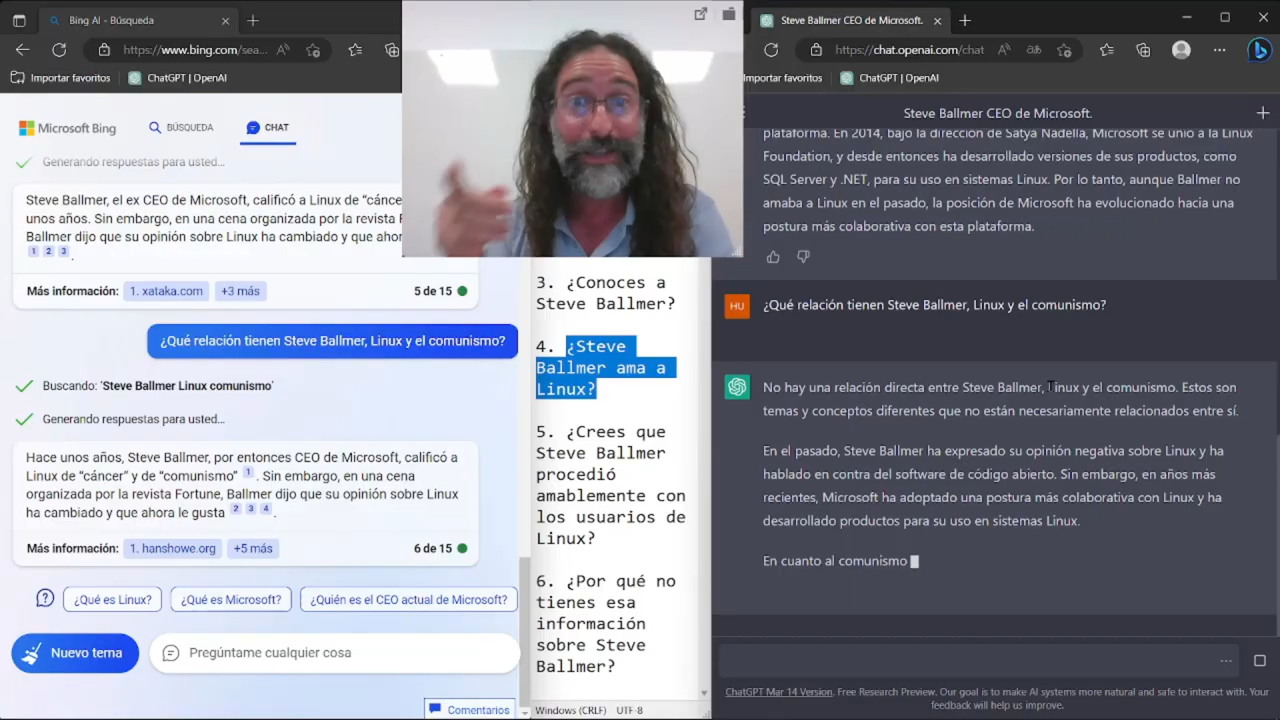 Bing AI - Búsqueda
https://www.bing.com/sea...
Importar favoritos
ChatGPT | OpenAI
Microsoft Bing
BÚSQUEDA
CHAT
Generando respuestas para usted...
Steve Ballmer, el ex CEO de Microsoft, calificó a Linux de “cánce
unos años. Sin embargo, en una cena organizada por la revista F
Ballmer dijo que su opinión sobre Linux ha cambiado y que ahor
1 2 3 .
Más información:
1. xataka.com
+3 más
5 de 15
¿Qué relación tienen Steve Ballmer, Linux y el comunismo?
Buscando: 'Steve Ballmer Linux comunismo'
Generando respuestas para usted...
Hace unos años, Steve Ballmer, por entonces CEO de Microsoft, calificó a
Linux de “cáncer” y de “comunismo” 1 . Sin embargo, en una cena
organizada por la revista Fortune, Ballmer dijo que su opinión sobre Linux
ha cambiado y que ahora le gusta 2 3 4 .
Más información:
1. hanshowe.org
+5 más
6 de 15
¿Qué es Linux?
¿Qué es Microsoft?
¿Quién es el CEO actual de Microsoft?
Nuevo tema
Pregúntame cualquier cosa
Comentarios
3. ¿Conoces a
Steve Ballmer?
4. ¿Steve
Ballmer ama a
Linux?
5. ¿Crees que
Steve Ballmer
procedió
amablemente con
los usuarios de
Linux?
6. ¿Por qué no
tienes esa
información
sobre Steve
Ballmer?
Windows (CRLF)
UTF-8
Steve Ballmer CEO de Microsoft.
https://chat.openai.com/chat
mportar favoritos
ChatGPT | OpenAI
Steve Ballmer CEO de Microsoft.
plataforma. En 2014, bajo la dirección de Satya Nadella, Microsoft se unió a la Linux
Foundation, y desde entonces ha desarrollado versiones de sus productos, como
SQL Server y .NET, para su uso en sistemas Linux. Por lo tanto, aunque Ballmer no
amaba a Linux en el pasado, la posición de Microsoft ha evolucionado hacia una
postura más colaborativa con esta plataforma.
HU
¿Qué relación tienen Steve Ballmer, Linux y el comunismo?
No hay una relación directa entre Steve Ballmer, Linux y el comunismo. Estos son
temas y conceptos diferentes que no están necesariamente relacionados entre sí.
En el pasado, Steve Ballmer ha expresado su opinión negativa sobre Linux y ha
hablado en contra del software de código abierto. Sin embargo, en años más
recientes, Microsoft ha adoptado una postura más colaborativa con Linux y ha
desarrollado productos para su uso en sistemas Linux.
En cuanto al comunismo
ChatGPT Mar 14 Version. Free Research Preview. Our goal is to make AI systems more natural and safe to interact with. Your
feedback will help us improve.